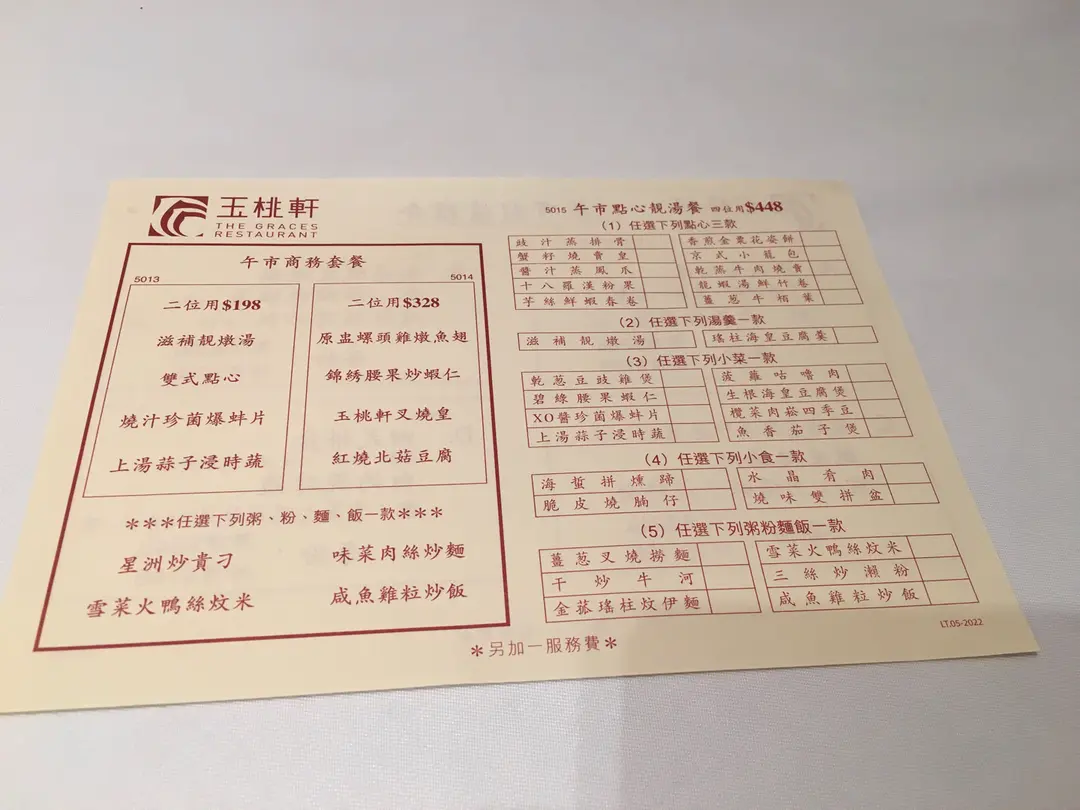 玉桃軒
THE GRACES
RESTAURANT
午市商務套餐
5013
二位用$198
滋補靚燉湯
雙式點心
燒汁珍菌爆蚌片
上湯蒜子浸時蔬
5014
二位用$328
原盅螺頭雞燉魚翅
錦綉腰果炒蝦仁
玉桃軒叉燒皇
紅燒北菇豆腐
***任選下列粥、粉、麵、飯一款***
星洲炒貴刁
味菜肉絲炒麵
雪菜火鴨絲炆米
咸魚雞粒炒飯
5015 午市點心靚湯餐 四位用$448
(1) 任選下列點心三款
豉汁蒸排骨
香煎金粟花姿餅
蟹籽燒賣皇
京式小籠包
醬汁蒸鳳爪
乾蒸牛肉燒賣
十八羅漢粉果
龍蝦湯鮮竹卷
芋絲鮮蝦春卷
薑葱牛栢葉
(2) 任選下列湯羹一款
滋補靚燉湯
瑤柱海皇豆腐羹
(3) 任選下列小菜一款
乾葱豆豉雞煲
菠蘿咕嚕肉
碧綠腰果蝦仁
生根海皇豆腐煲
XO醬珍菌爆蚌片
欖菜肉崧四季豆
上湯蒜子浸時蔬
魚香茄子煲
(4) 任選下列小食一款
海蜇拼燻蹄
水晶肴肉
脆皮燒腩仔
燒味雙拼盆
(5) 任選下列粥粉麵飯一款
薑葱叉燒撈麵
雪菜火鴨絲炆米
干炒牛河
三絲炒瀨粉
金菰瑤柱炆伊麵
咸魚雞粒炒飯
LT.05-2022
*另加一服務費*